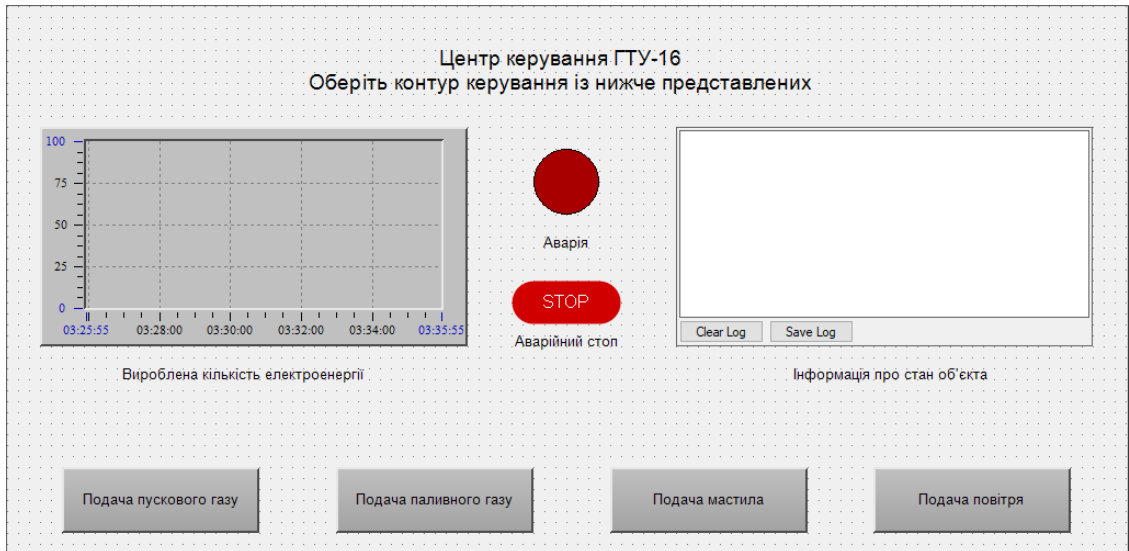 Центр керування ГТУ-16
Оберіть контур керування із нижче представлених
100
75
50
25
0
03:25:55 03:28:00 03:30:00 03:32:00 03:34:00 03:35:55
Вироблена кількість електроенергії
Аварія
STOP
Аварійний стоп
Clear Log Save Log
Інформація про стан об'єкта
Подача пускового газу Подача паливного газу Подача мастила Подача повітря